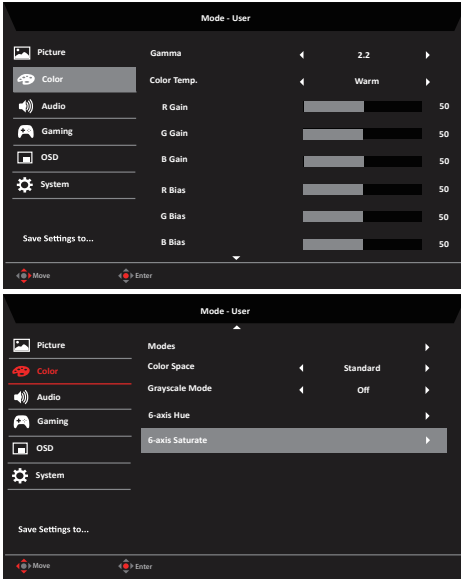 Mode - User
Picture
Gamma 2.2
Color
Color Temp. Warm
Audio
R Gain 50
Gaming
G Gain 50
OSD
B Gain 50
System
R Bias 50
G Bias 50
Save Settings to...
B Bias 50
Move Enter
Mode - User
Picture
Modes
Color
Color Space Standard
Audio
Grayscale Mode Off
Gaming
6-axis Hue
OSD
6-axis Saturate
System
Save Settings to...
Move Enter